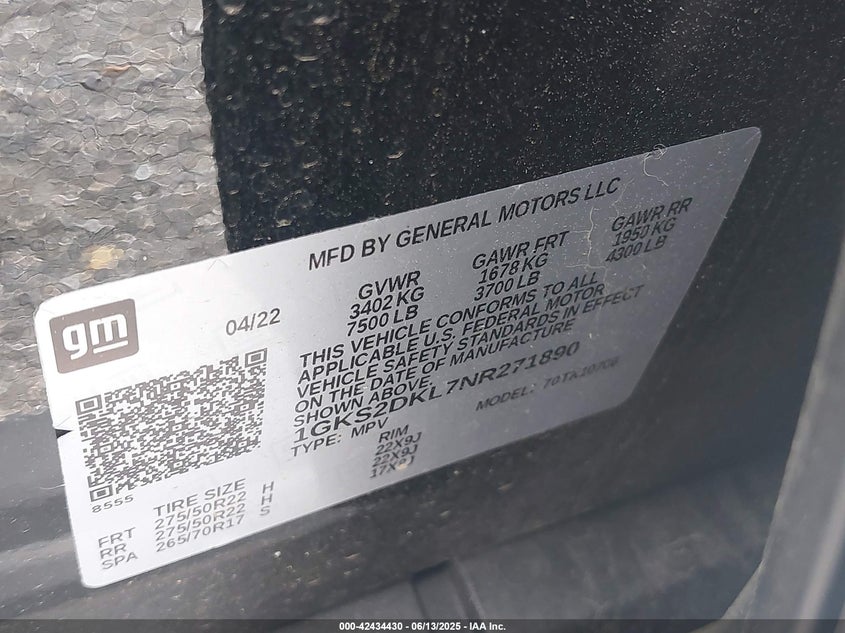 MFD BY GENERAL MOTORS LLC
gm
04/22
GVWR GAWR FRT GAWR RR
3402 KG 1678 KG 1950 KG
7500 LB 3700 LB 4300 LB
THIS VEHICLE CONFORMS TO ALL
APPLICABLE U.S. FEDERAL MOTOR
VEHICLE SAFETY STANDARDS IN EFFECT
ON THE DATE OF MANUFACTURE
SHOWN ABOVE.
1GKS2DKL7NR271890
TYPE: MPV MODEL:
8555
TIRE SIZE RIM
FRT 275/50R22 H 22X9J
RR 275/50R22 H 22X9J
SPA 265/70R17 S
000-42434430 - 06/13/2025 - IAA Inc.